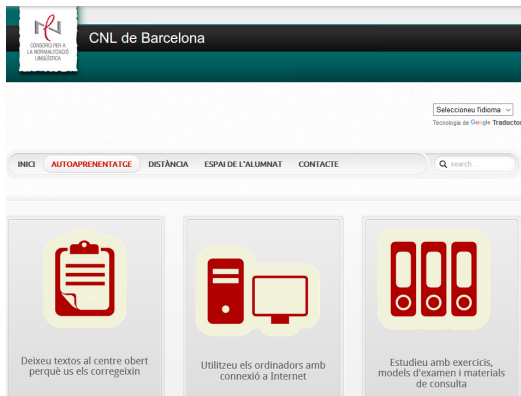 CONSORCI PER A
LA NORMALITZACIÓ
LINGÜÍSTICA
CNL de Barcelona
Seleccioneu l'idioma
Tecnologia de Google Traductor
INICI AUTOAPRENENTATGE DISTÀNCIA ESPAI DE L'ALUMNAT CONTACTE search...
Deixeu textos al centre obert
perquè us els corregeixin
Utilitzeu els ordinadors amb
connexió a Internet
Estudieu amb exercicis,
models d'examen i materials
de consulta